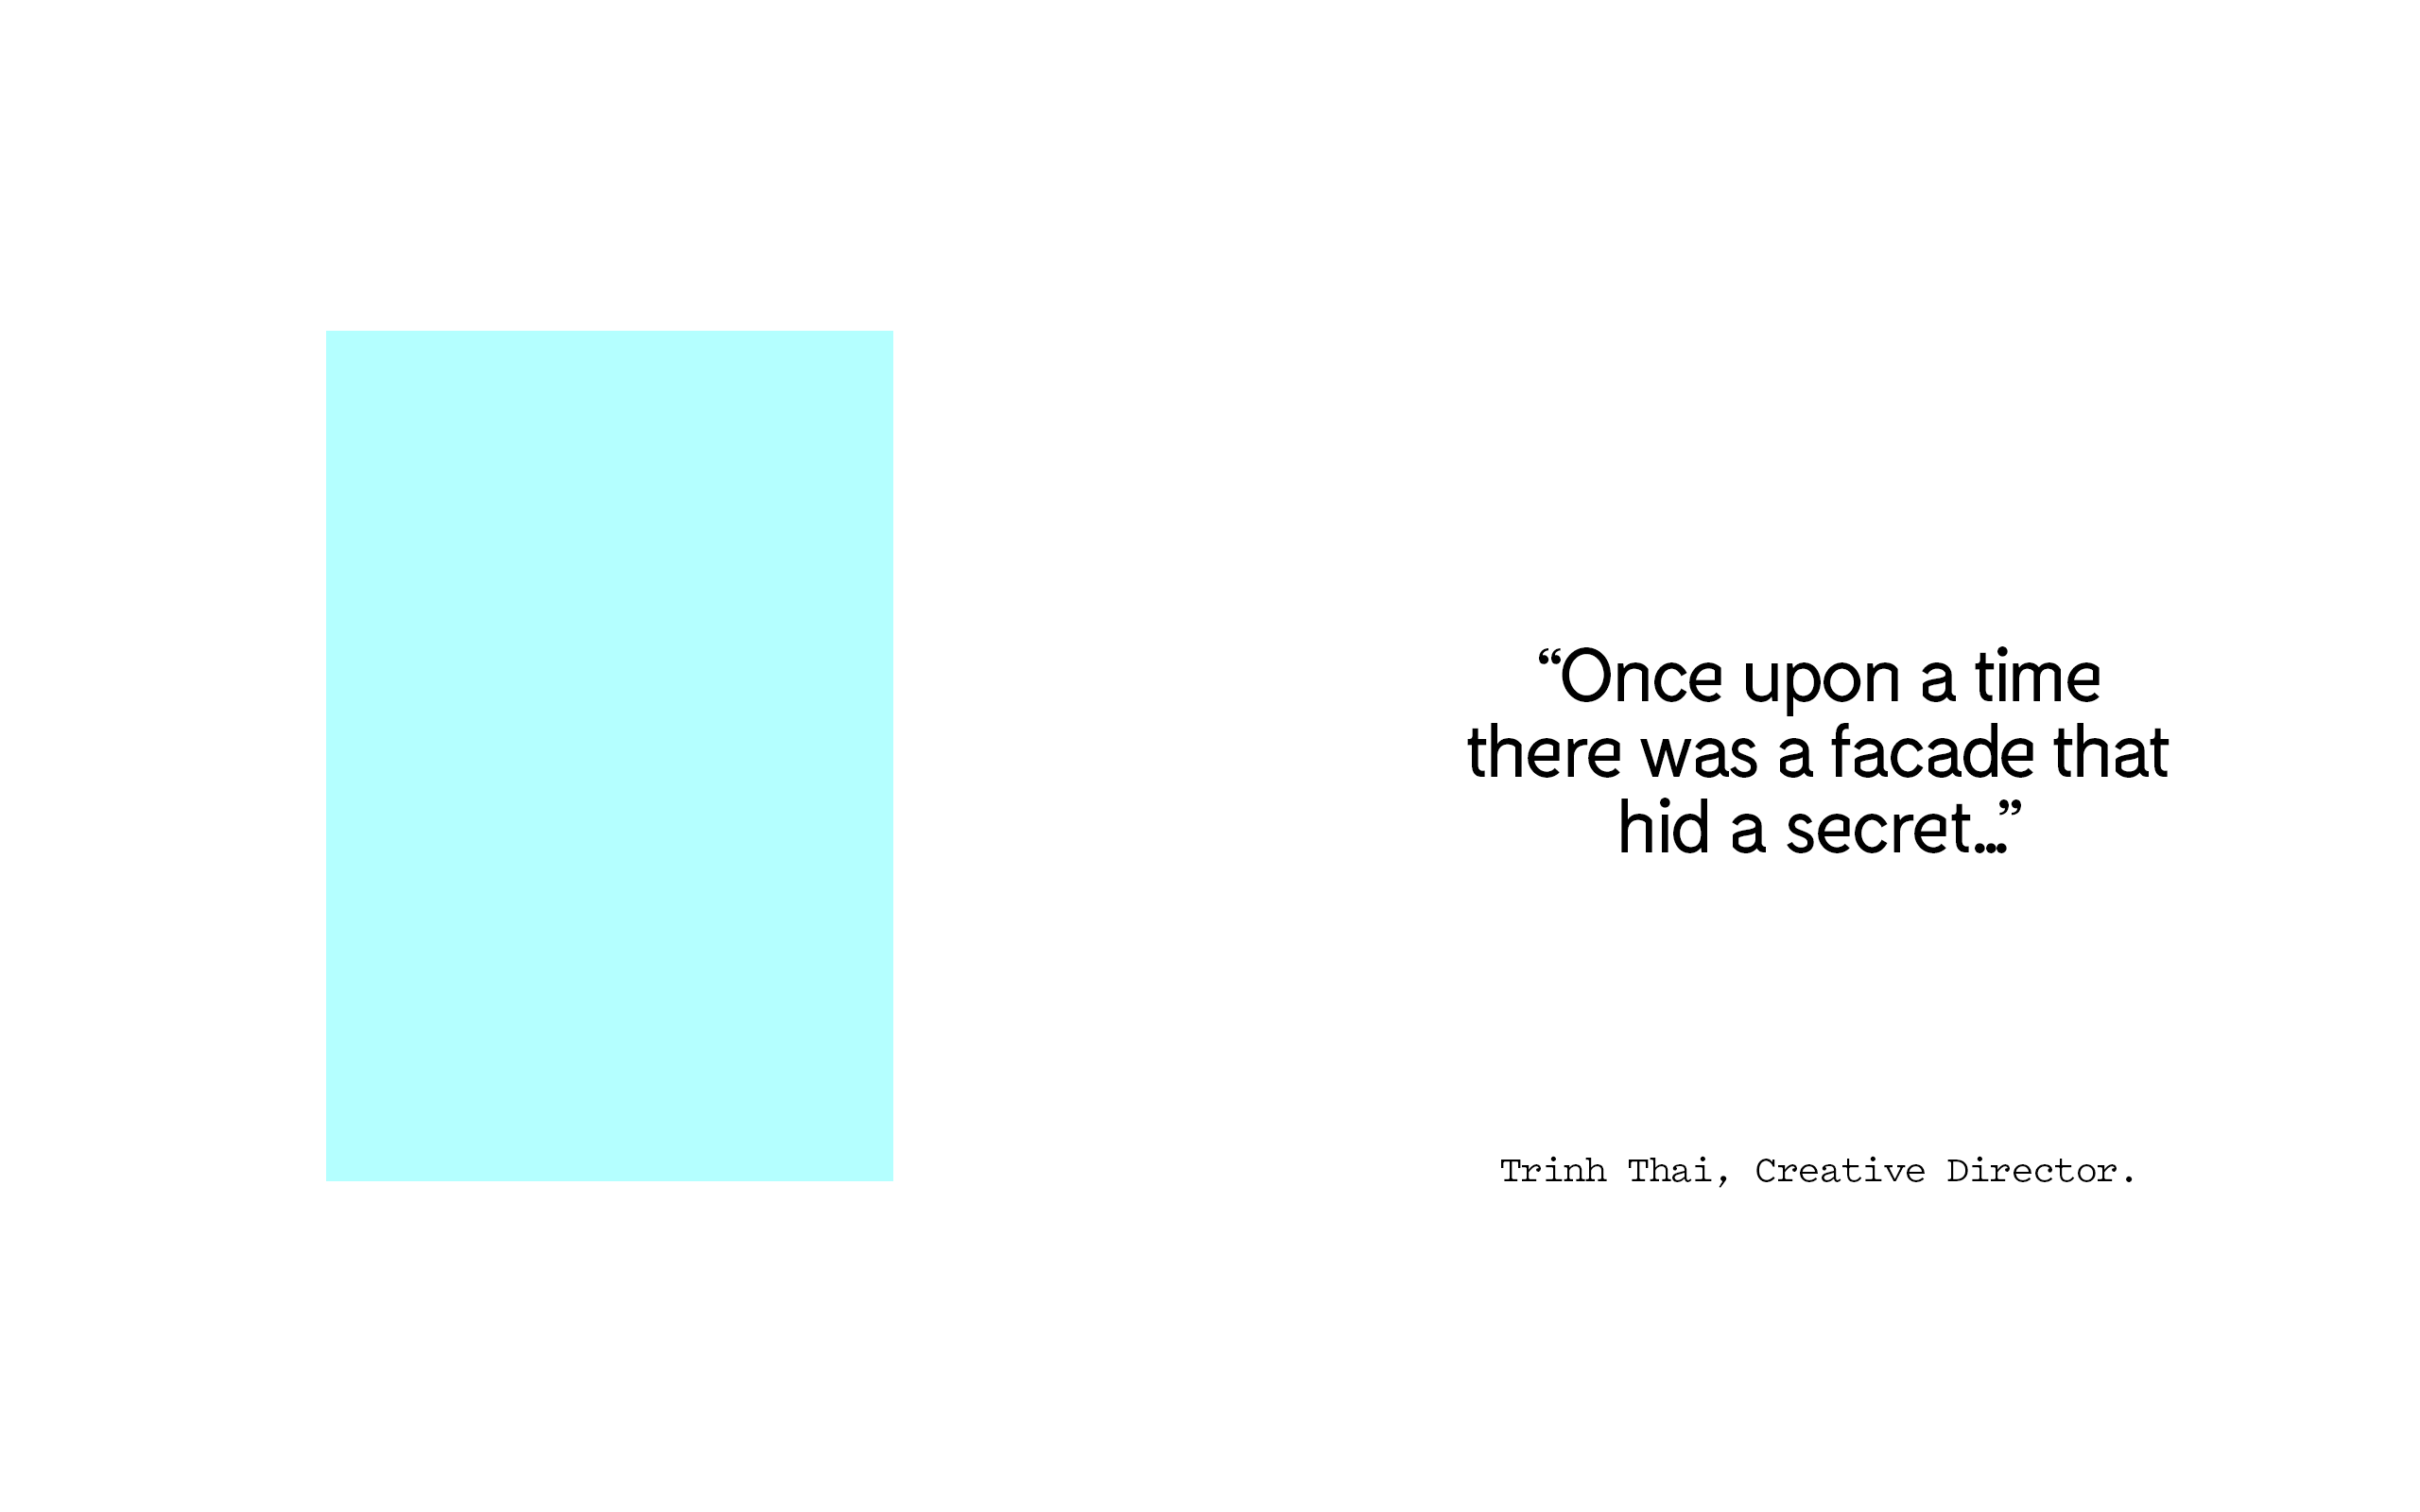 “Once upon a time
there was a facade that
hid a secret...”
Trinh Thai, Creative Director.